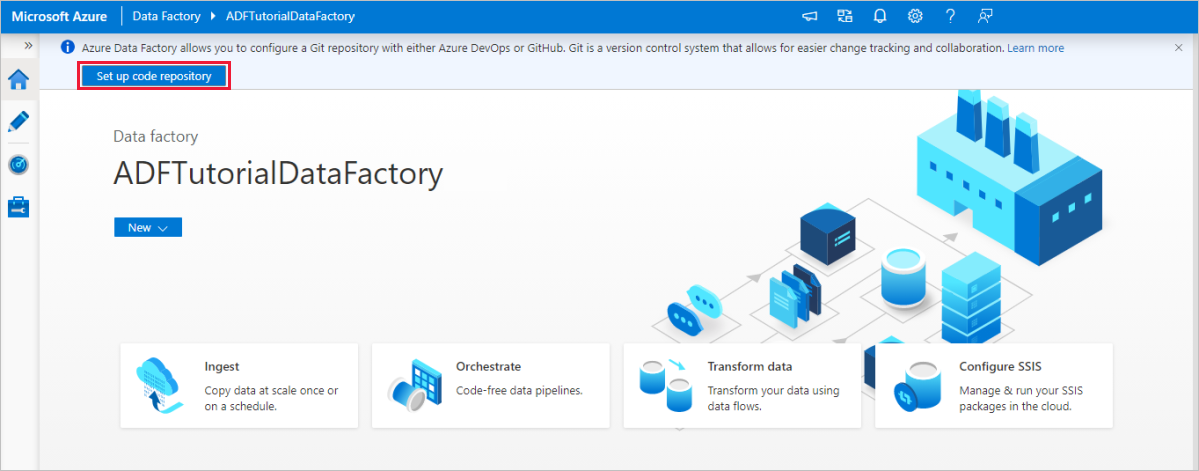 Microsoft Azure Data Factory ADFTutorialDataFactory
Azure Data Factory allows you to configure a Git repository with either Azure DevOps or GitHub. Git is a version control system that allows for easier change tracking and collaboration. Learn more
Set up code repository
Data factory
ADFTutorialDataFactory
New
Ingest
Copy data at scale once or
on a schedule.
Orchestrate
Code-free data pipelines.
Transform data
Transform your data using
data flows.
Configure SSIS
Manage & run your SSIS
packages in the cloud.